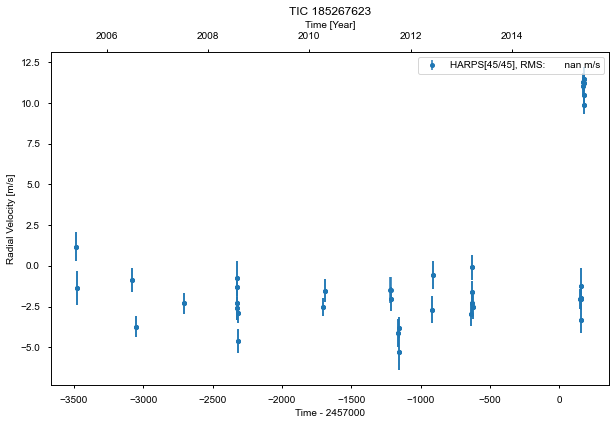 TIC 185267623
Time [Year]
2006 2008 2010 2012 2014
HARPS[45/45], RMS: nan m/s
12.5
10.0
7.5
5.0
2.5
0.0
−2.5
−5.0
Radial Velocity [m/s]
−3500 −3000 −2500 −2000 −1500 −1000 −500 0
Time - 2457000